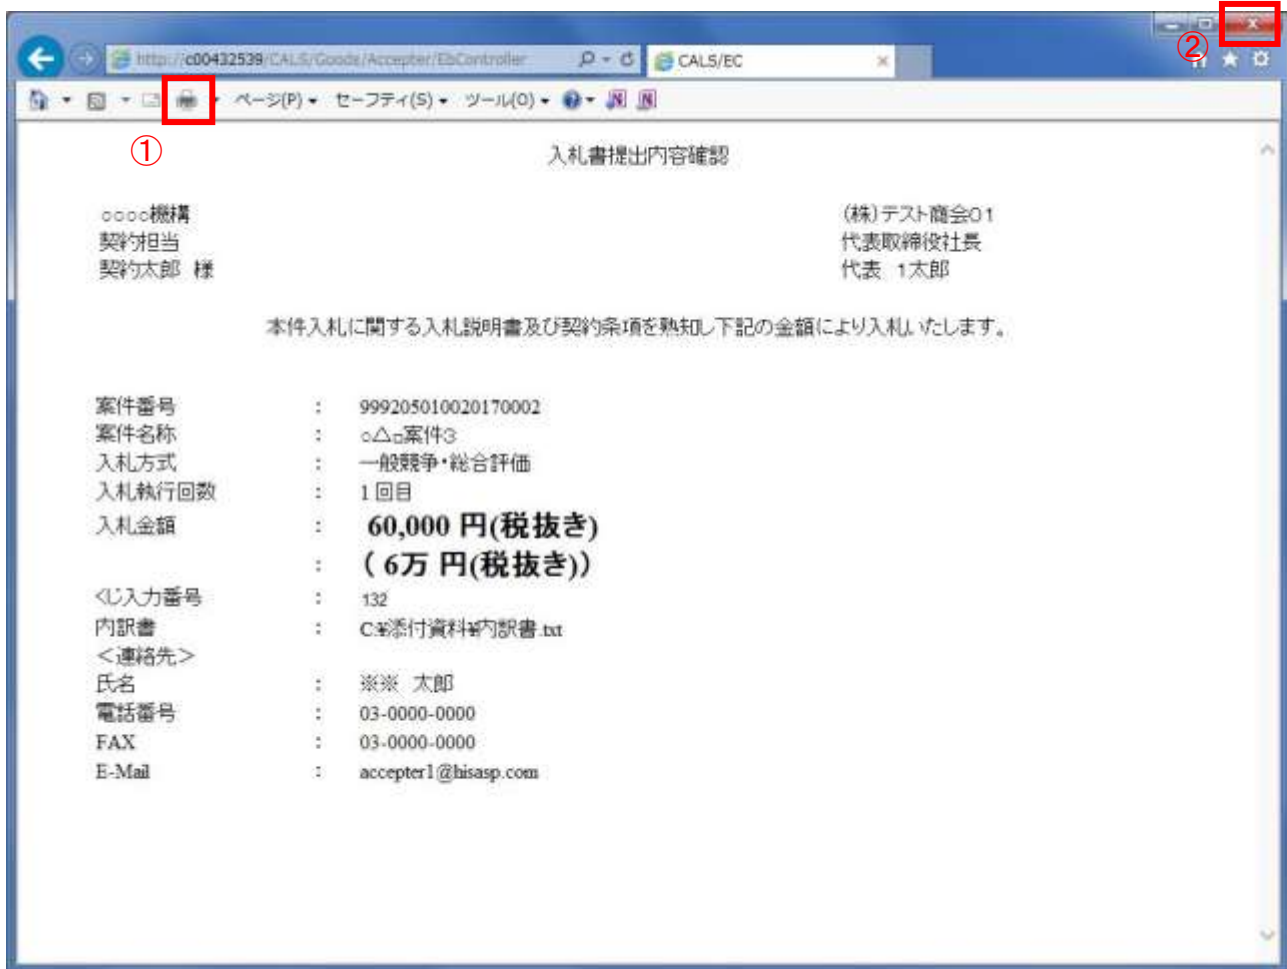 ②
http://c00432539/CALS/Goods/Accepter/EbController
CALS/EC
ページ(P) セーフティ(S) ツール(O)
①
入札書提出内容確認
○○○○機構
(株)テスト商会01
契約担当
代表取締役社長
契約太郎 様
代表 1太郎
本件入札に関する入札説明書及び契約条項を熟知し下記の金額により入札いたします。
案件番号 : 999205010020170002
案件名称 : ○△□案件3
入札方式 : 一般競争・総合評価
入札執行回数 : 1回目
入札金額 : 60,000 円(税抜き)
: ( 6万 円(税抜き))
くじ入力番号 : 132
内訳書 : C:¥添付資料¥内訳書.txt
<連絡先>
氏名 : ※※ 太郎
電話番号 : 03-0000-0000
FAX : 03-0000-0000
E-Mail : accepter1@hisasp.com